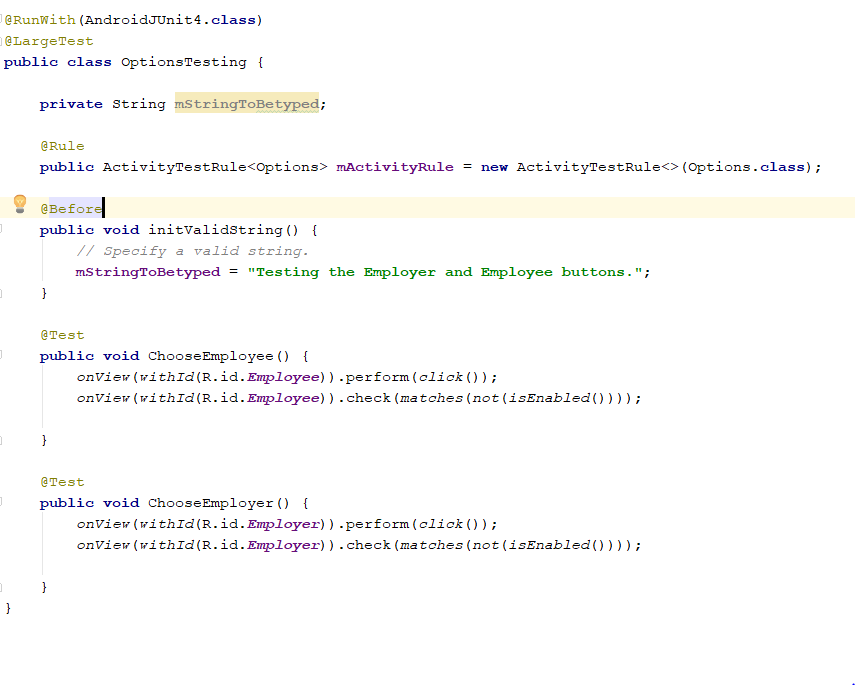 @RunWith(AndroidJUnit4.class)
@LargeTest
public class OptionsTesting {
private String mStringToBetyped;
@Rule
public ActivityTestRule<Options> mActivityRule = new ActivityTestRule<>(Options.class);
@Before
public void initValidString() {
// Specify a valid string.
mStringToBetyped = "Testing the Employer and Employee buttons.";
}
@Test
public void ChooseEmployee() {
onView(withId(R.id.Employee)).perform(click());
onView(withId(R.id.Employee)).check(matches(not(isEnabled())));
}
@Test
public void ChooseEmployer() {
onView(withId(R.id.Employer)).perform(click());
onView(withId(R.id.Employer)).check(matches(not(isEnabled())));
}
}